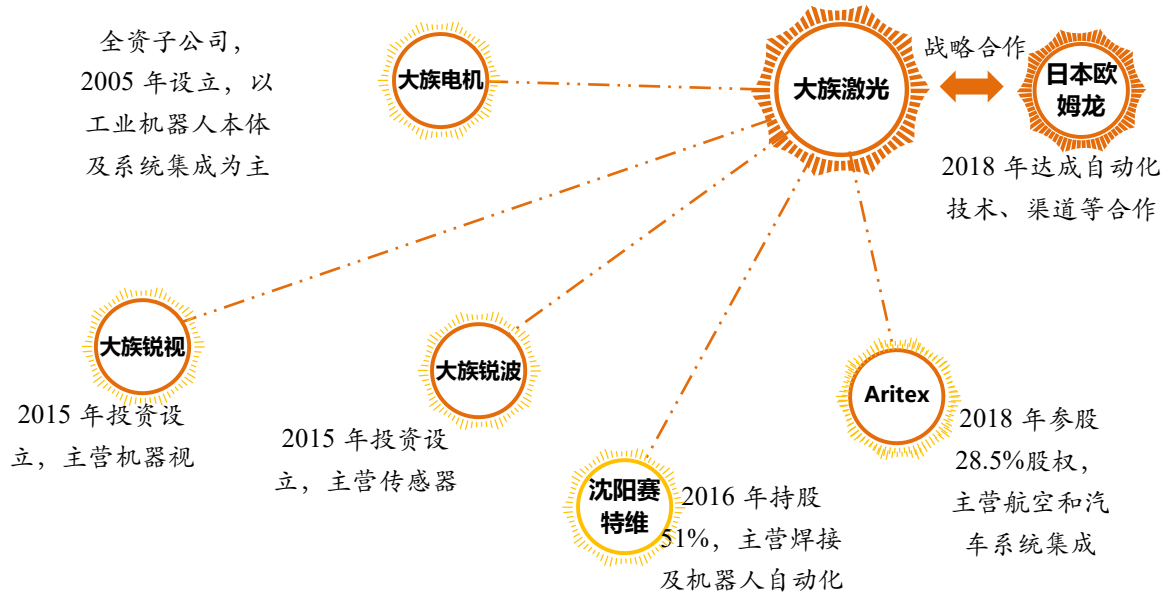 全资子公司，
2005 年设立，以
工业机器人本体
及系统集成为主
大族电机
大族激光
战略合作
日本欧
姆龙
2018 年达成自动化
技术、渠道等合作
大族锐视
2015 年投资设
立，主营机器视
大族锐波
2015 年投资设
立，主营传感器
沈阳赛
特维
2016 年持股
51%，主营焊接
及机器人自动化
Aritex
2018 年参股
28.5%股权，
主营航空和汽
车系统集成